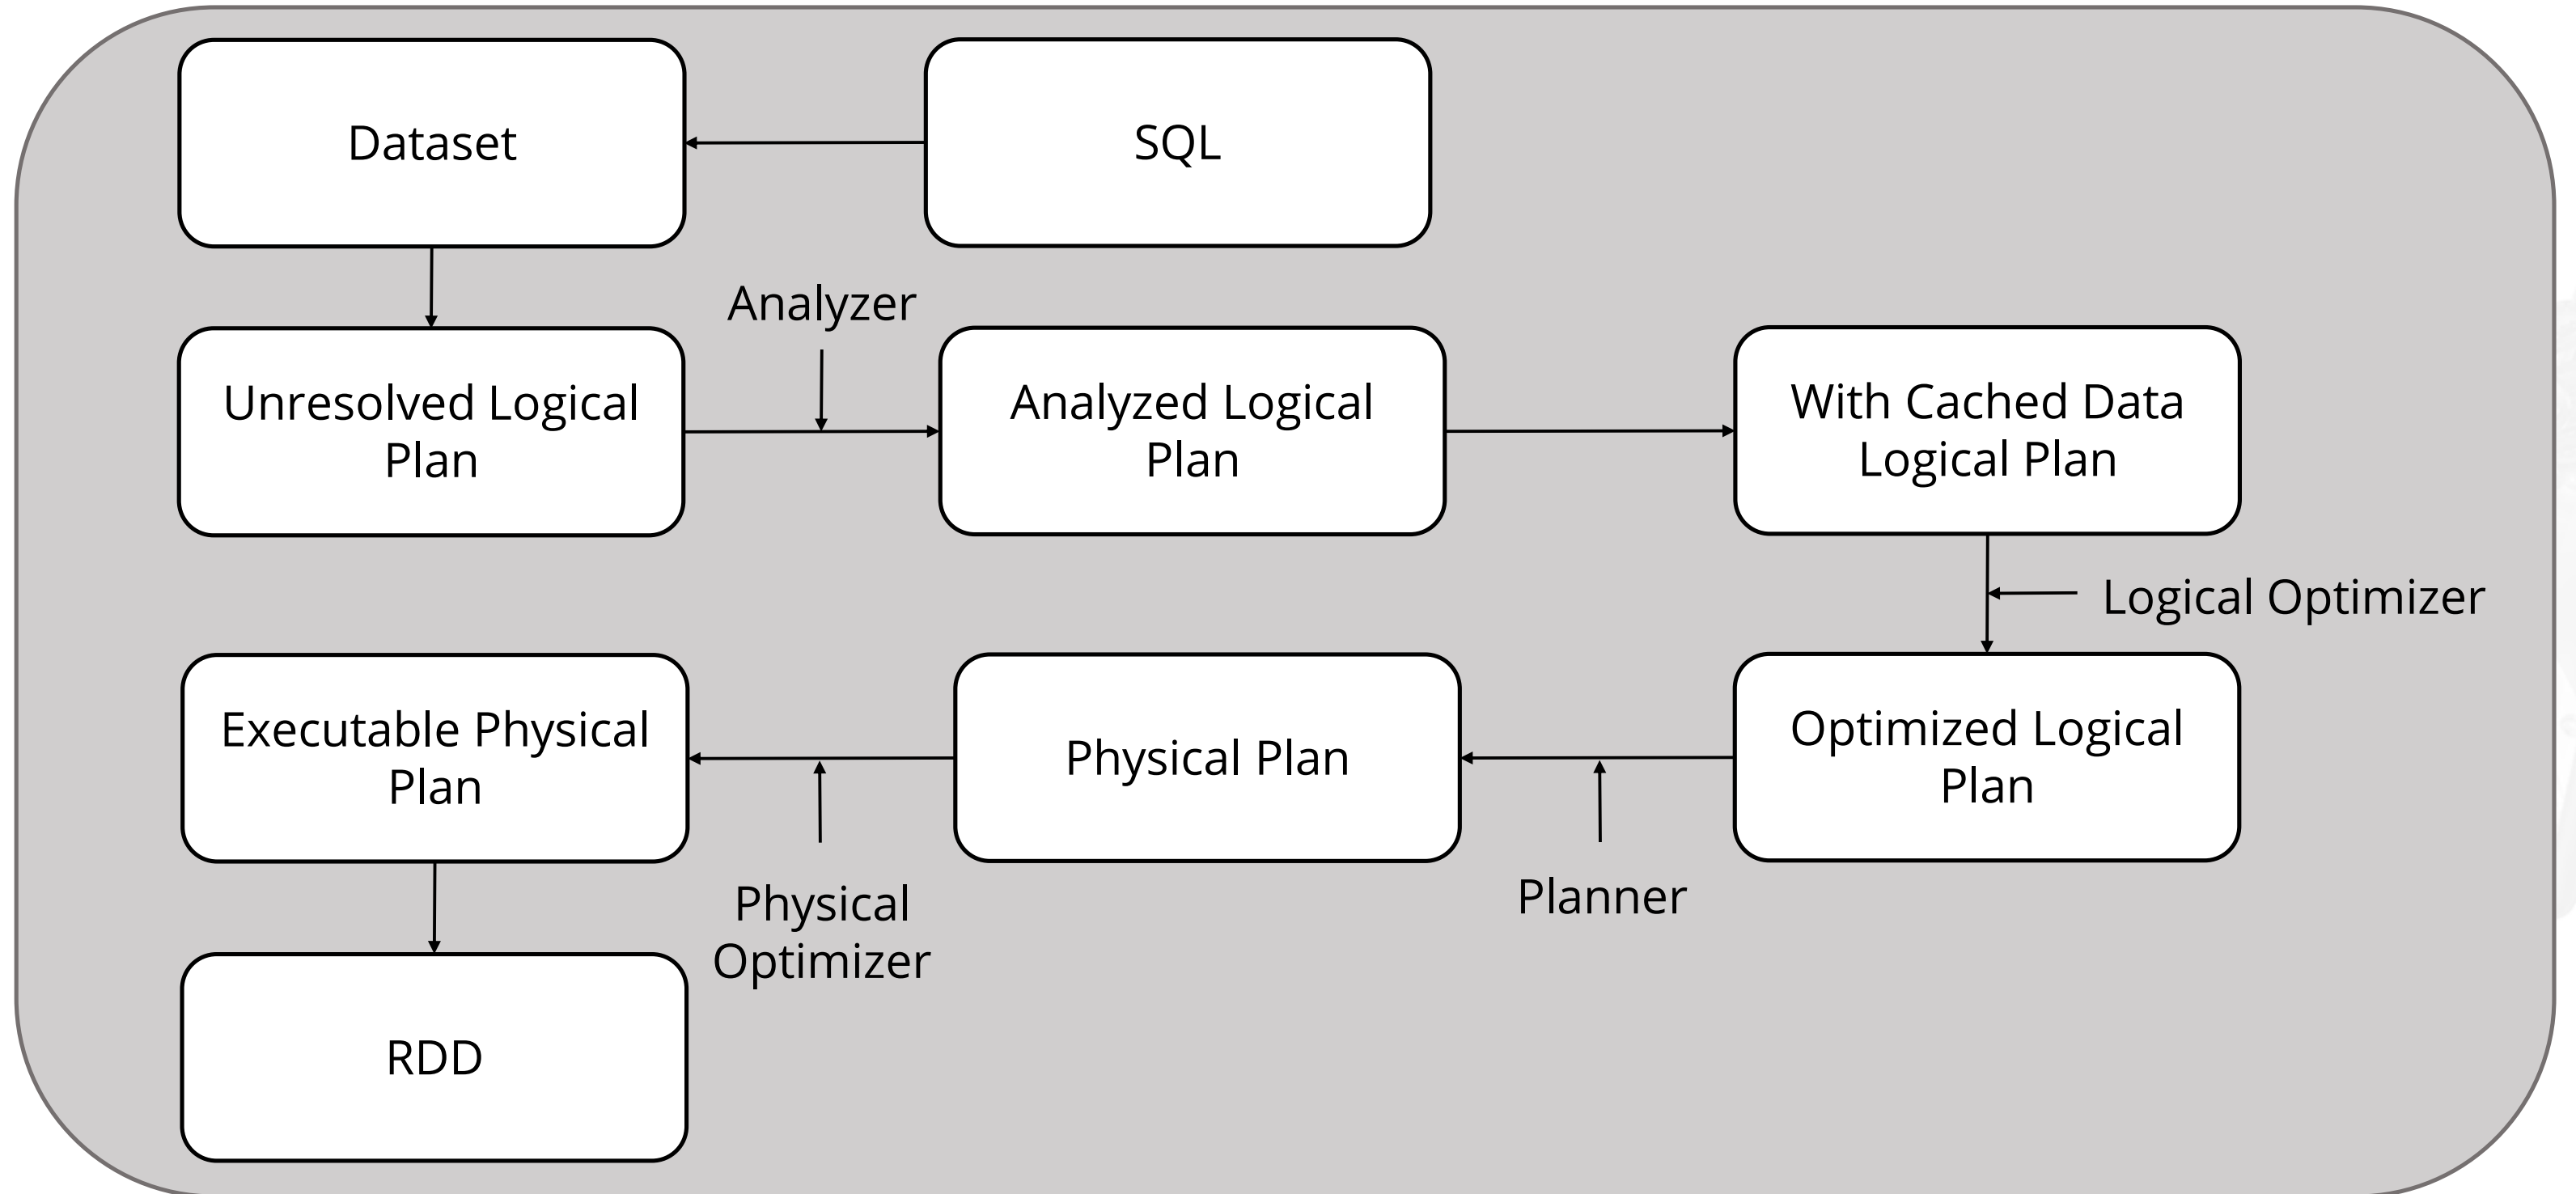 Dataset
SQL
Analyzer
Unresolved Logical
Plan
Analyzed Logical
Plan
With Cached Data
Logical Plan
Logical Optimizer
Executable Physical
Plan
Physical Plan
Optimized Logical
Plan
Physical
Optimizer
Planner
RDD